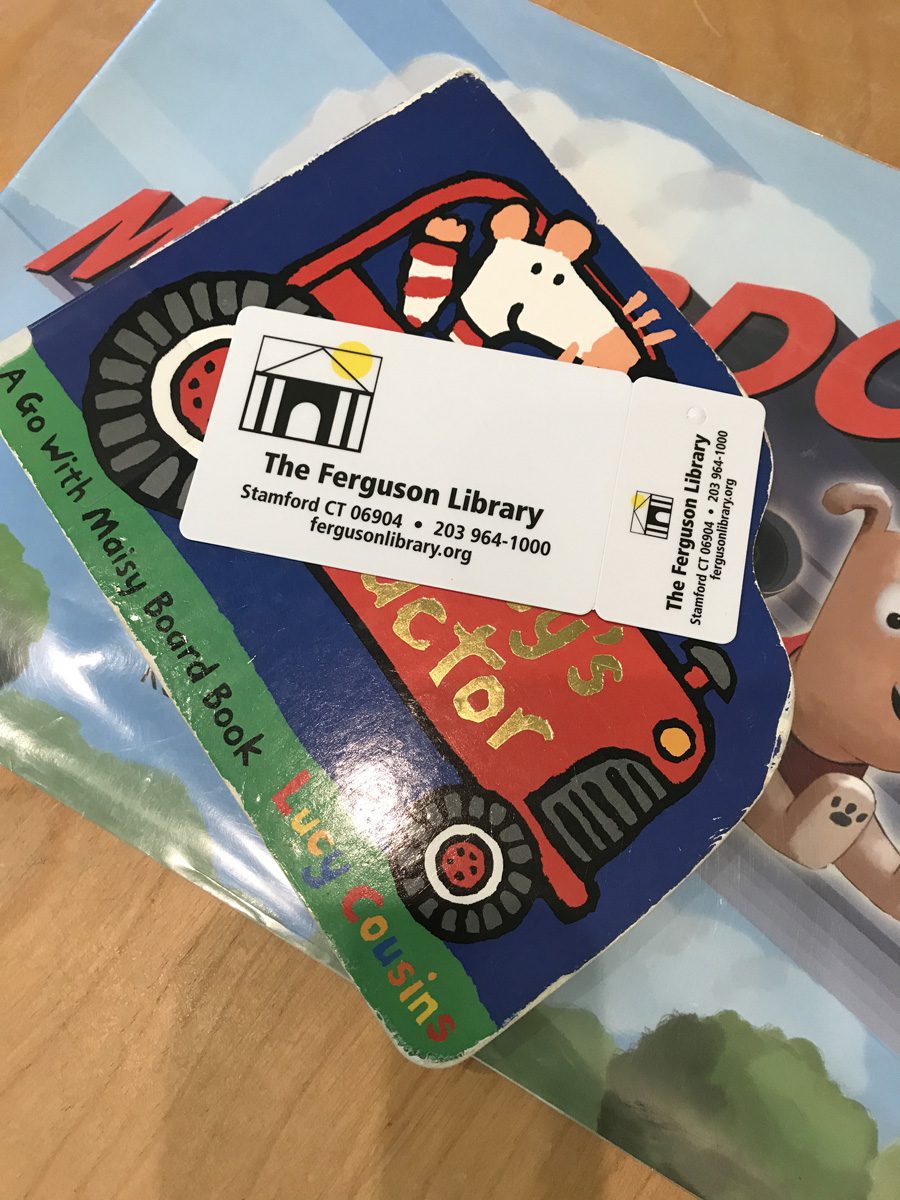 The Ferguson Library
Stamford CT 06904 • 203 964-1000
fergusonlibrary.org
The Ferguson Library
Stamford CT 06904 • 203 964-1000
fergusonlibrary.org
y's
actor
A Go With Maisy Board Book
Lucy Cousins